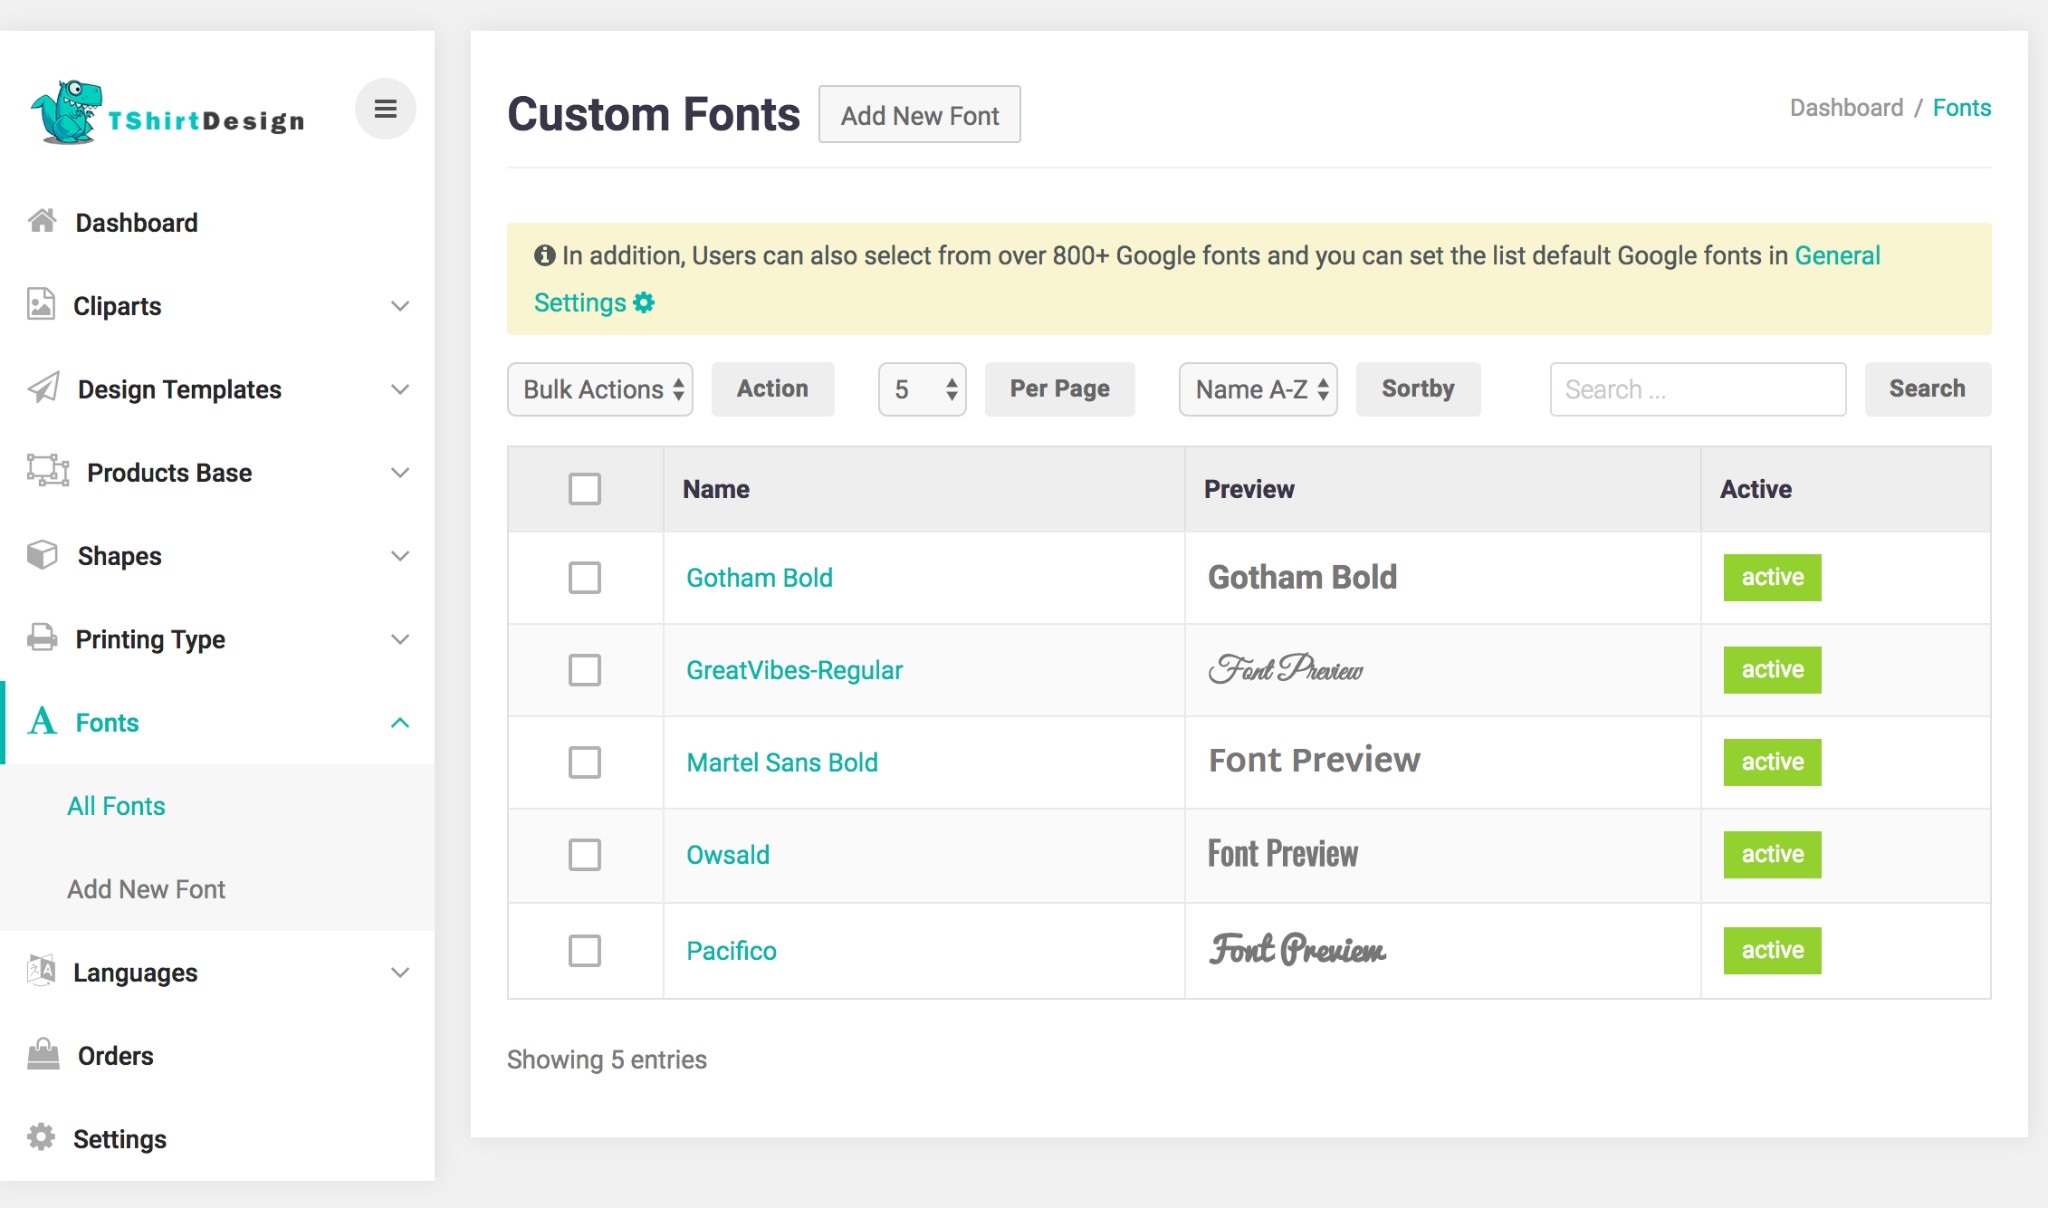 TShirtDesign
Dashboard
Cliparts
Design Templates
Products Base
Shapes
Printing Type
Fonts
All Fonts
Add New Font
Languages
Orders
Settings
Custom Fonts
Add New Font
Dashboard / Fonts
In addition, Users can also select from over 800+ Google fonts and you can set the list default Google fonts in General
Settings
Bulk Actions Action 5 Per Page Name A-Z Sortby Search ... Search
Name Preview Active
Gotham Bold Gotham Bold active
GreatVibes-Regular Font Preview active
Martel Sans Bold Font Preview active
Owsald Font Preview active
Pacifico Font Preview active
Showing 5 entries